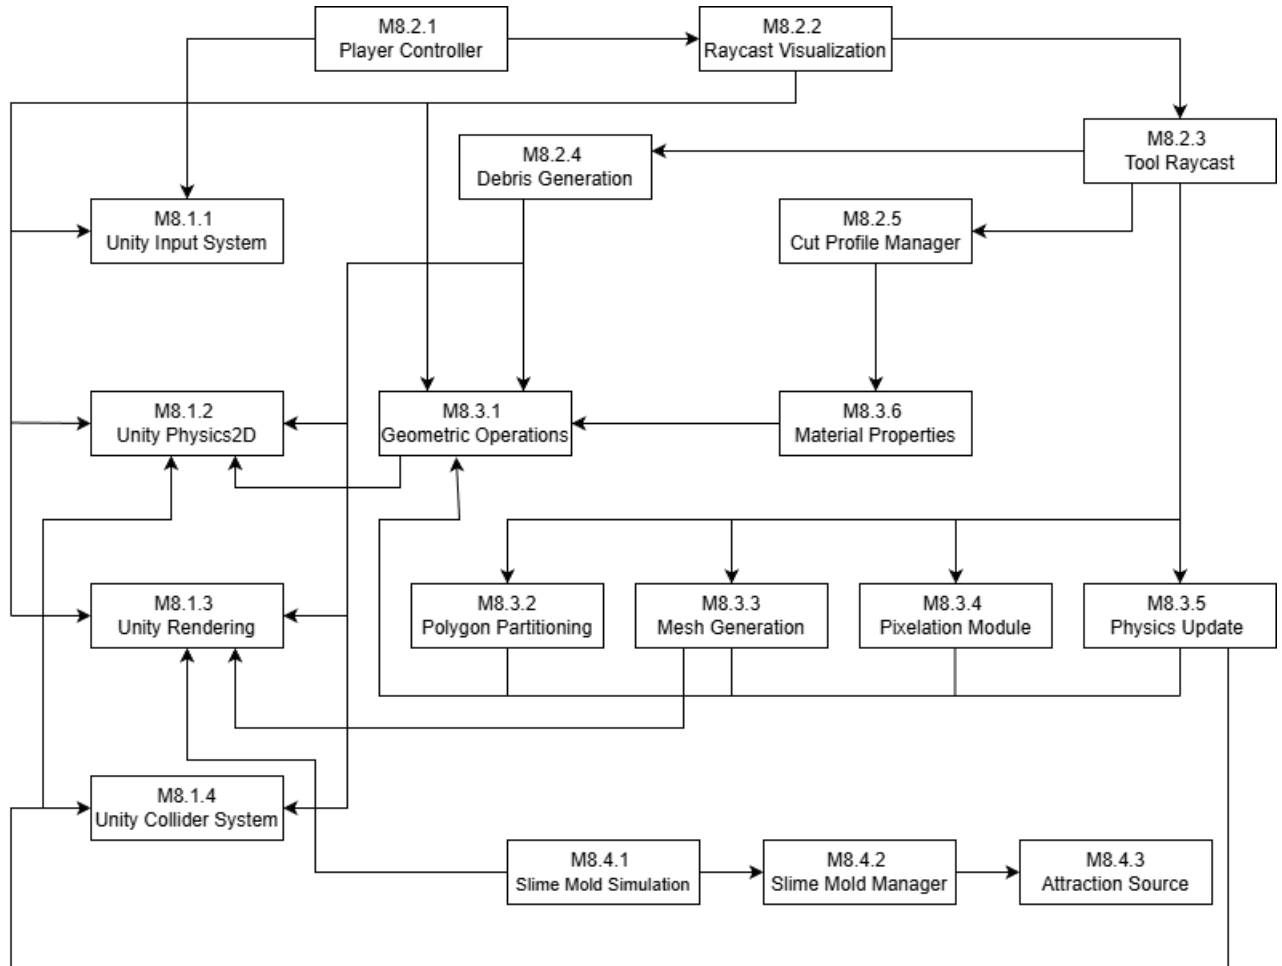 M8.2.1
Player Controller
M8.2.2
Raycast Visualization
M8.2.3
Tool Raycast
M8.2.4
Debris Generation
M8.1.1
Unity Input System
M8.2.5
Cut Profile Manager
M8.1.2
Unity Physics2D
M8.3.1
Geometric Operations
M8.3.6
Material Properties
M8.1.3
Unity Rendering
M8.3.2
Polygon Partitioning
M8.3.3
Mesh Generation
M8.3.4
Pixelation Module
M8.3.5
Physics Update
M8.1.4
Unity Collider System
M8.4.1
Slime Mold Simulation
M8.4.2
Slime Mold Manager
M8.4.3
Attraction Source